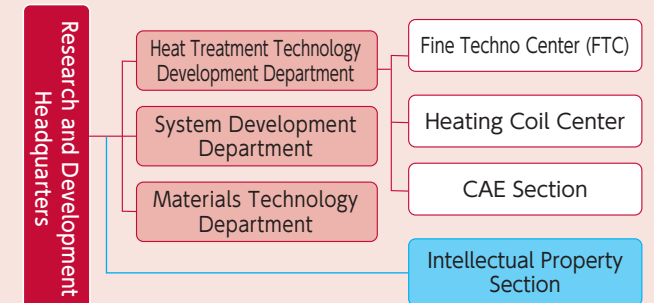 Research and Development
Headquarters
Heat Treatment Technology
Development Department
System Development
Department
Materials Technology
Department
Fine Techno Center (FTC)
Heating Coil Center
CAE Section
Intellectual Property
Section